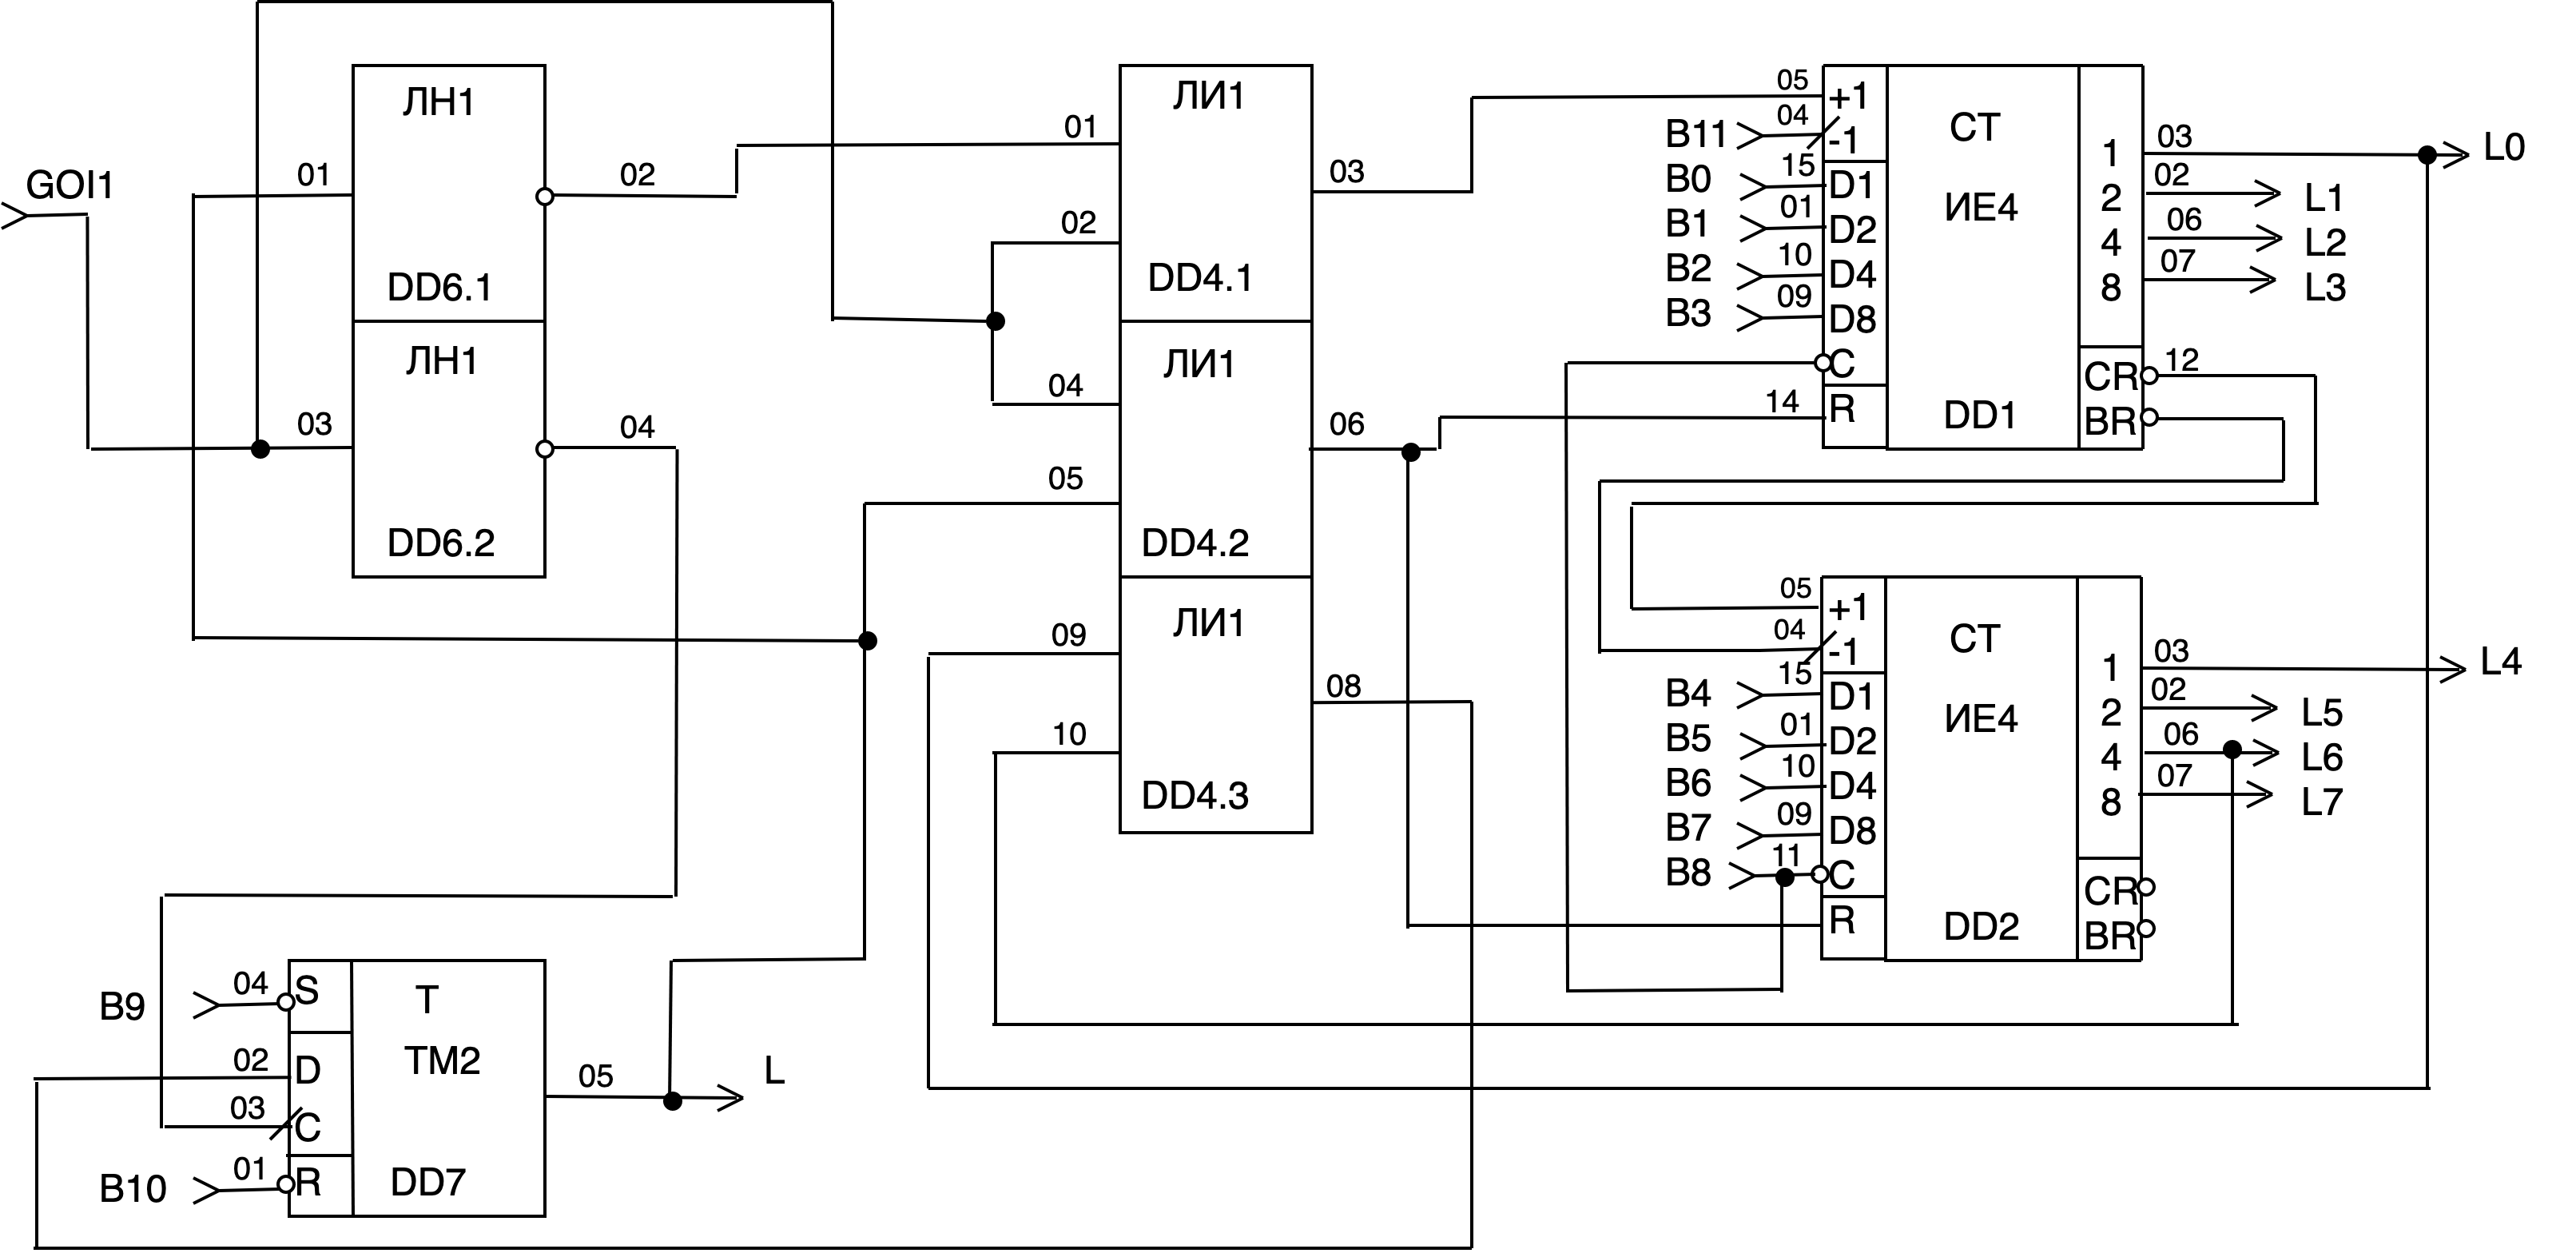 GOI1
01
ЛН1
DD6.1
02
03
ЛН1
DD6.2
04
01
02
ЛИ1
DD4.1
03
04
05
ЛИ1
DD4.2
06
09
10
ЛИ1
DD4.3
08
05 +1
B11 04 -1
B0 15 D1
B1 01 D2
B2 10 D4
B3 09 D8
C
14 R
CT
ИЕ4
DD1
1 03 L0
2 02 L1
4 06 L2
8 07 L3
CR 12
BR
05 +1
04 -1
B4 15 D1
B5 01 D2
B6 10 D4
B7 09 D8
B8 11 C
R
CT
ИЕ4
DD2
1 03 L4
2 02 L5
4 06 L6
8 07 L7
CR
BR
B9 04 S
02 D
03 C
B10 01 R
T
TM2
DD7
05 L